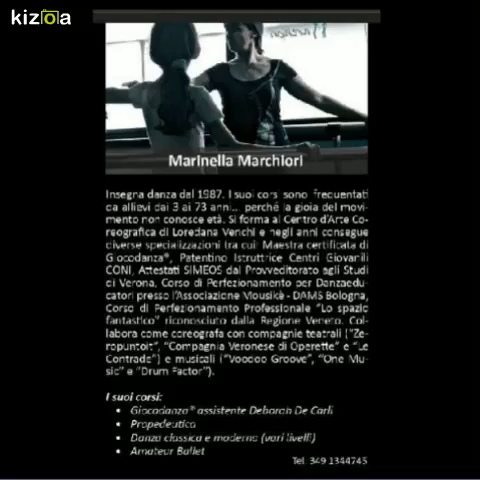 kizoa
Marinella Marchiori
Insegna danza dal 1987. I suoi corsi sono frequentati
da allievi dai 3 ai 73 anni... perché la gioia del movi-
mento non conosce età. Si forma al Centro d'Arte Co-
reografica di Loredana Venchi e negli anni consegue
diverse specializzazioni tra cui: Maestra certificata di
Giocodanza®, Patentino Istruttrice Centri Giovanili
CONI, Attestati SIMEOS dal Provveditorato agli Studi
di Verona, Corso di Perfezionamento per Danzaedu-
catori presso l'Associazione Mousikè - DAMS Bologna,
Corso di Perfezionamento Professionale "Lo spazio
fantastico" riconosciuto dalla Regione Veneto. Col-
labora come coreografa con compagnie teatrali ("Ze-
ropuntoit", "Compagnia Veronese di Operette" e "Le
Contrade") e musicali ("Voodoo Groove", "One Mu-
sic" e "Drum Factor").
I suoi corsi:
• Giocodanza® assistente Deborah De Carli
• Propedeutica
• Danza classica e moderna (vari livelli)
• Amateur Ballet
Tel. 349 1344745